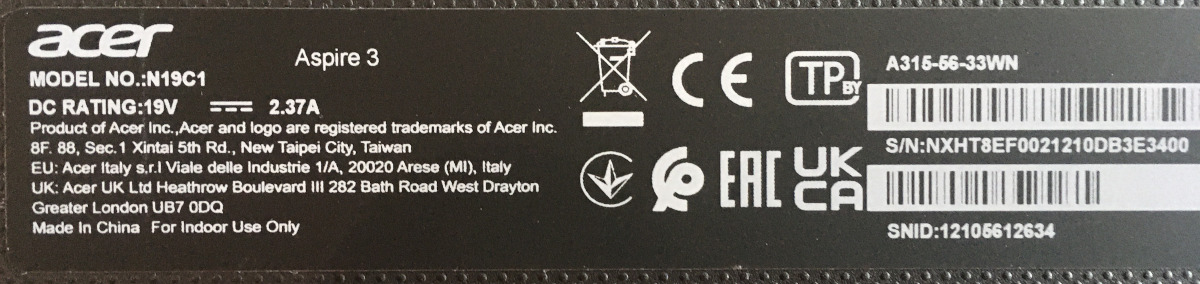 acer
Aspire 3
MODEL NO.:N19C1
DC RATING:19V 2.37A
Product of Acer Inc.,Acer and logo are registered trademarks of Acer Inc.
8F. 88, Sec.1 Xintai 5th Rd., New Taipei City, Taiwan
EU: Acer Italy s.r.l Viale delle Industrie 1/A, 20020 Arese (MI), Italy
UK: Acer UK Ltd Heathrow Boulevard III 282 Bath Road West Drayton
Greater London UB7 0DQ
Made In China For Indoor Use Only
CE
TP BY
EAC
UK
CA
A315-56-33WN
S/N:NXHT8EF0021210DB3E3400
SNID:12105612634